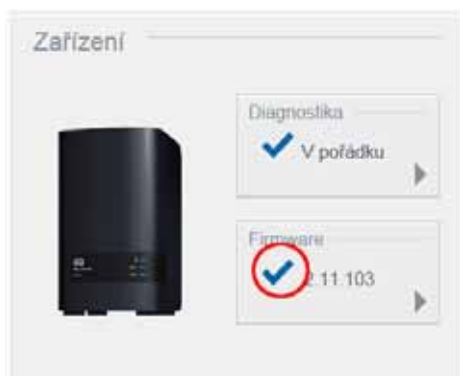 Zařízení
Diagnostika
V pořádku
Firmware
2.11.103